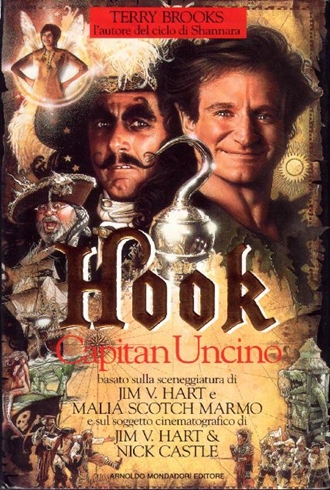 TERRY BROOKS
l'autore del ciclo di Shannara
Hook
Capitan Uncino
basato sulla sceneggiatura di
JIM V. HART e
MALIA SCOTCH MARMO
e sul soggetto cinematografico di
JIM V. HART &
NICK CASTLE
ARNOLDO MONDADORI EDITORE